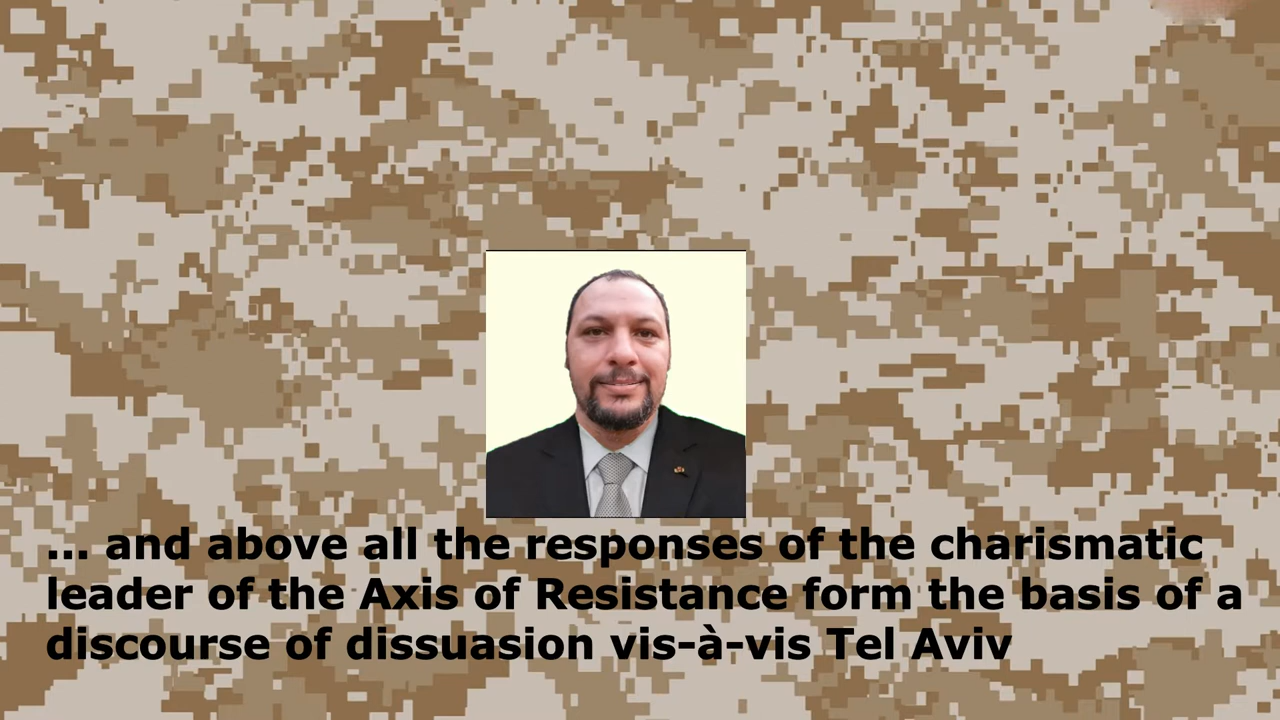 ... and above all the responses of the charismatic
leader of the Axis of Resistance form the basis of a
discourse of dissuasion vis-à-vis Tel Aviv